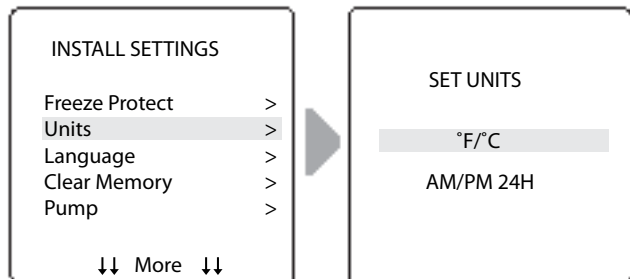 INSTALL SETTINGS
Freeze Protect >
Units >
Language >
Clear Memory >
Pump >
↓↓ More ↓↓
SET UNITS
˚F/˚C
AM/PM 24H